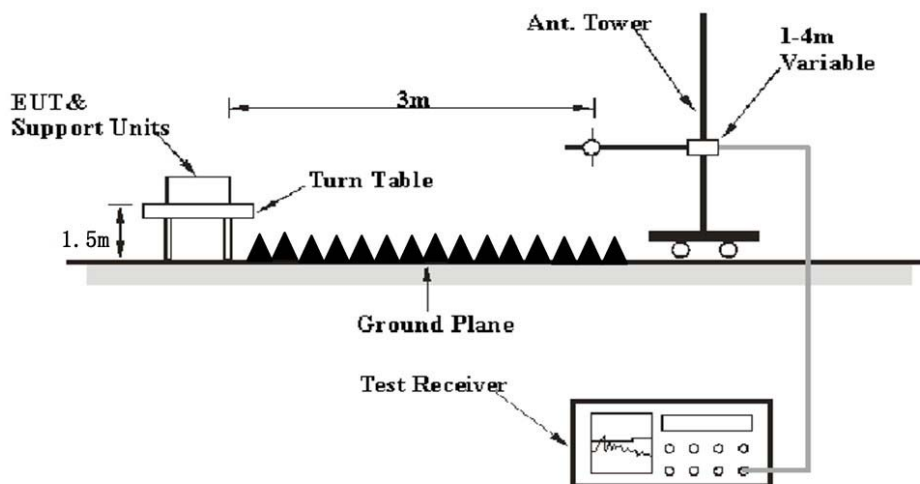 Ant. Tower
1-4m
Variable
EUT&
Support Units
3m
Turn Table
1.5m
Ground Plane
Test Receiver